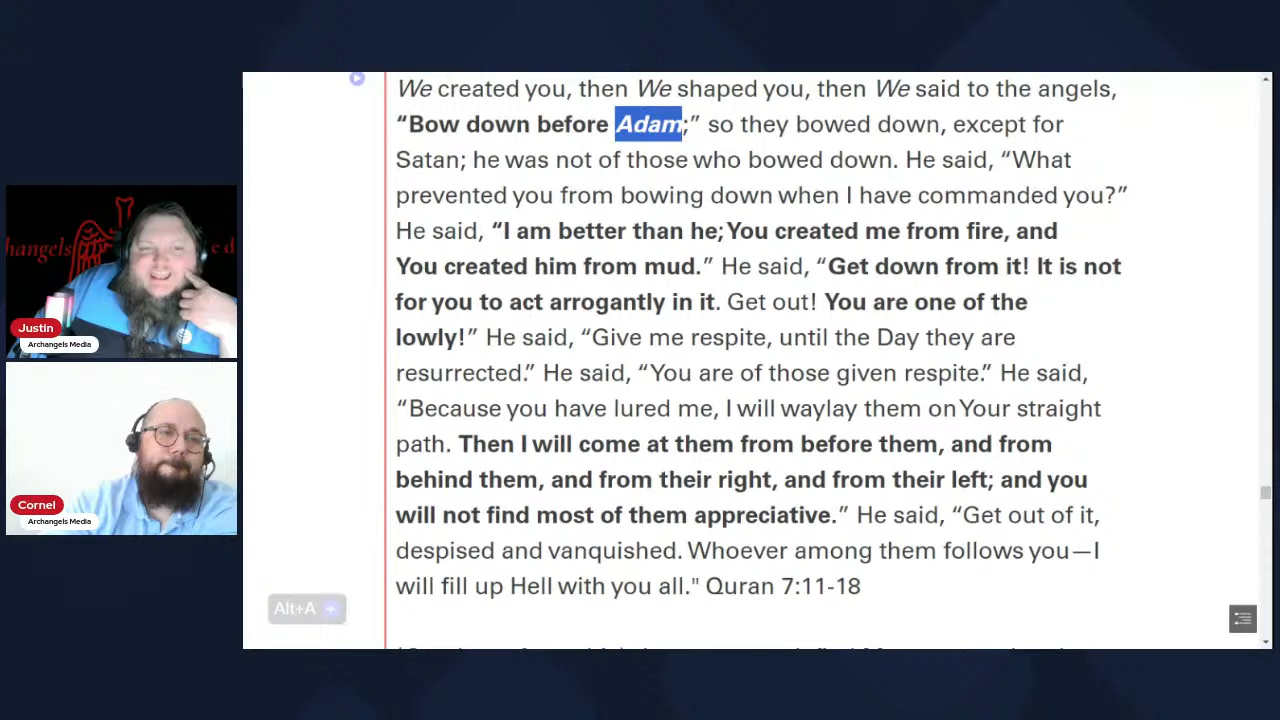 We created you, then We shaped you, then We said to the angels,
“Bow down before Adam;” so they bowed down, except for
Satan; he was not of those who bowed down. He said, “What
prevented you from bowing down when I have commanded you?”
He said, “I am better than he; You created me from fire, and
You created him from mud.” He said, “Get down from it! It is not
for you to act arrogantly in it. Get out! You are one of the
lowly!” He said, “Give me respite, until the Day they are
resurrected.” He said, “You are of those given respite.” He said,
“Because you have lured me, I will waylay them on Your straight
path. Then I will come at them from before them, and from
behind them, and from their right, and from their left; and you
will not find most of them appreciative.” He said, “Get out of it,
despised and vanquished. Whoever among them follows you—I
will fill up Hell with you all." Quran 7:11-18
Alt+A
Justin
Archangels Media
Cornel
Archangels Media